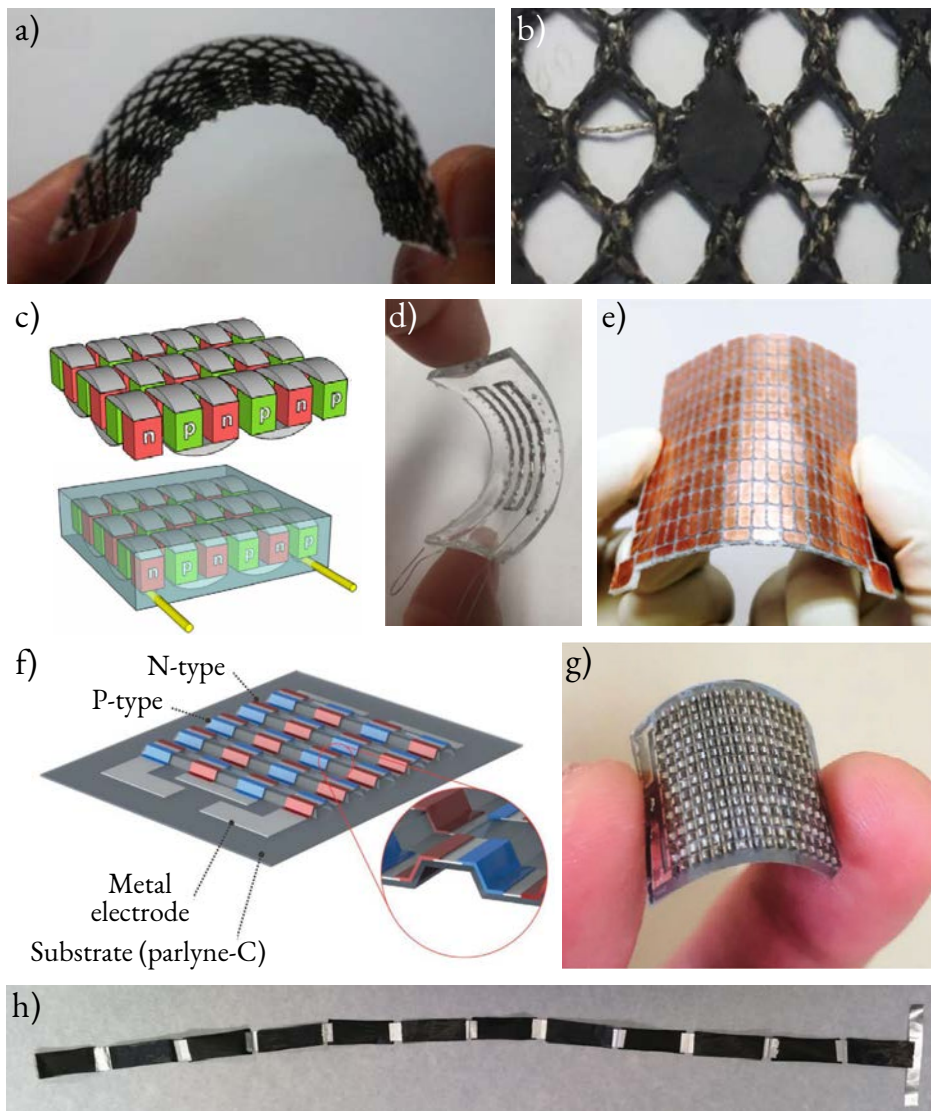 a)
b)
c)
n p n p n p
n p n p n p
d)
e)
f)
N-type
P-type
Metal
electrode
Substrate (parlyne-C)
g)
h)